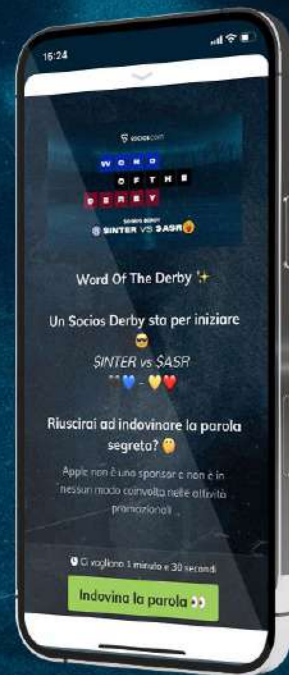 15:24
socios.com
WORD
OF THE
DERBY
SOCIOS DERBY
$INTER VS $ASR
Word Of The Derby
Un Socios Derby sta per iniziare
$INTER vs $ASR
Riuscirai ad indovinare la parola
segreta?
Apple non è uno sponsor e non è in
nessun modo coinvolta nelle attività
promozionali
Ci vogliono 1 minuto e 30 secondi
Indovina la parola